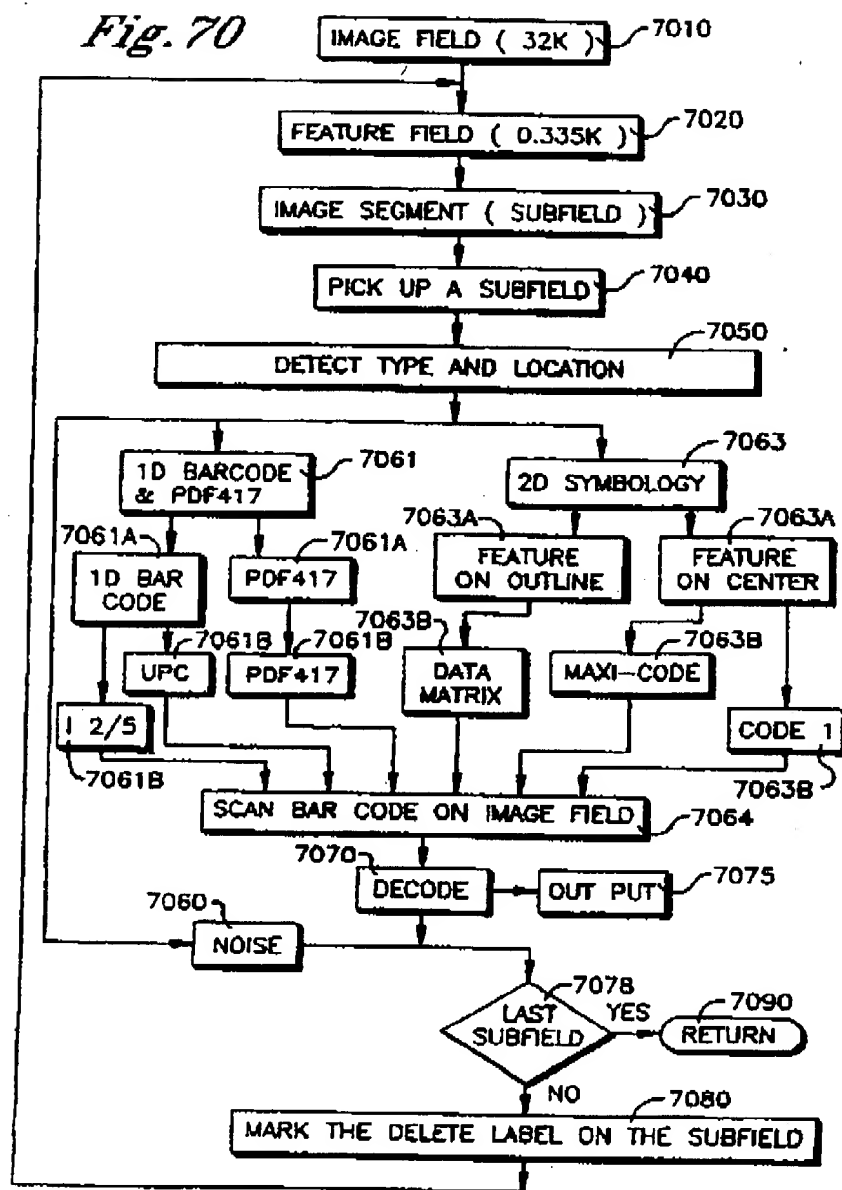 Fig. 70
IMAGE FIELD ( 32K )
7010
FEATURE FIELD ( 0.335K )
7020
IMAGE SEGMENT ( SUBFIELD )
7030
PICK UP A SUBFIELD
7040
7050
DETECT TYPE AND LOCATION
1D BARCODE
& PDF417
7061
2D SYMBOLOGY
7063
7061A
1D BAR
CODE
7061A
PDF417
7063A
FEATURE
ON OUTLINE
7063A
FEATURE
ON CENTER
7061B
UPC
7061B
PDF417
7063B
DATA
MATRIX
7063B
MAXI-CODE
I 2/5
7061B
CODE 1
7063B
SCAN BAR CODE ON IMAGE FIELD
7064
7070
DECODE
OUT PUT
7075
7060
NOISE
7078
LAST
SUBFIELD
YES
7090
RETURN
NO
7080
MARK THE DELETE LABEL ON THE SUBFIELD